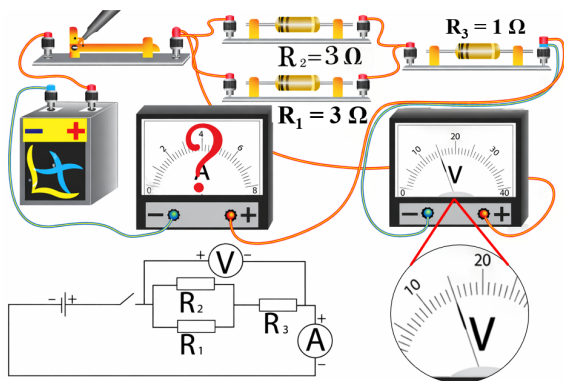 R₂=3 Ω
R₃ = 1 Ω
R₁ = 3 Ω
− +
0 2 4 6 8
?
A
− +
0 10 20 30 40
V
− +
10 20
V
+ V −
R₂
R₁
R₃
− +
+
A
−